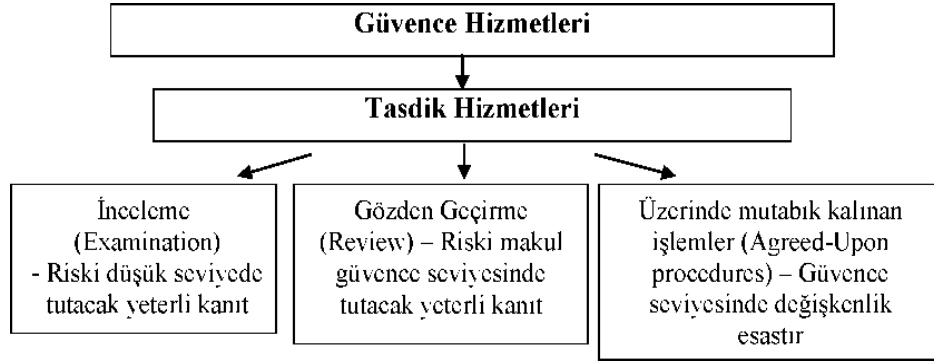 Güvence Hizmetleri
Tasdik Hizmetleri
İnceleme
(Examination)
- Riski düşük seviyede
tutacak yeterli kanıt
Gözden Geçirme
(Review) – Riski makul
güvence seviyesinde
tutacak yeterli kanıt
Üzerinde mutabık kalınan
işlemler (Agreed-Upon
procedures) – Güvence
seviyesinde değişkenlik
esastır